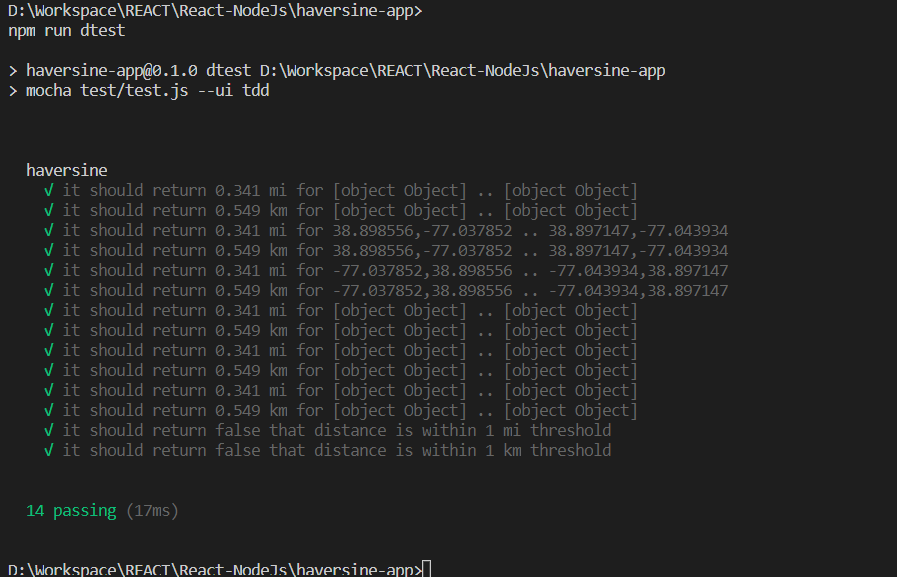 D:\Workspace\REACT\React-NodeJs\haversine-app>
npm run dtest
> haversine-app@0.1.0 dtest D:\Workspace\REACT\React-NodeJs\haversine-app
> mocha test/test.js --ui tdd
haversine
√ it should return 0.341 mi for [object Object] .. [object Object]
√ it should return 0.549 km for [object Object] .. [object Object]
√ it should return 0.341 mi for 38.898556,-77.037852 .. 38.897147,-77.043934
√ it should return 0.549 km for 38.898556,-77.037852 .. 38.897147,-77.043934
√ it should return 0.341 mi for -77.037852,38.898556 .. -77.043934,38.897147
√ it should return 0.549 km for -77.037852,38.898556 .. -77.043934,38.897147
√ it should return 0.341 mi for [object Object] .. [object Object]
√ it should return 0.549 km for [object Object] .. [object Object]
√ it should return 0.341 mi for [object Object] .. [object Object]
√ it should return 0.549 km for [object Object] .. [object Object]
√ it should return 0.341 mi for [object Object] .. [object Object]
√ it should return 0.549 km for [object Object] .. [object Object]
√ it should return false that distance is within 1 mi threshold
√ it should return false that distance is within 1 km threshold
14 passing (17ms)
D:\Workspace\REACT\React-NodeJs\haversine-app>